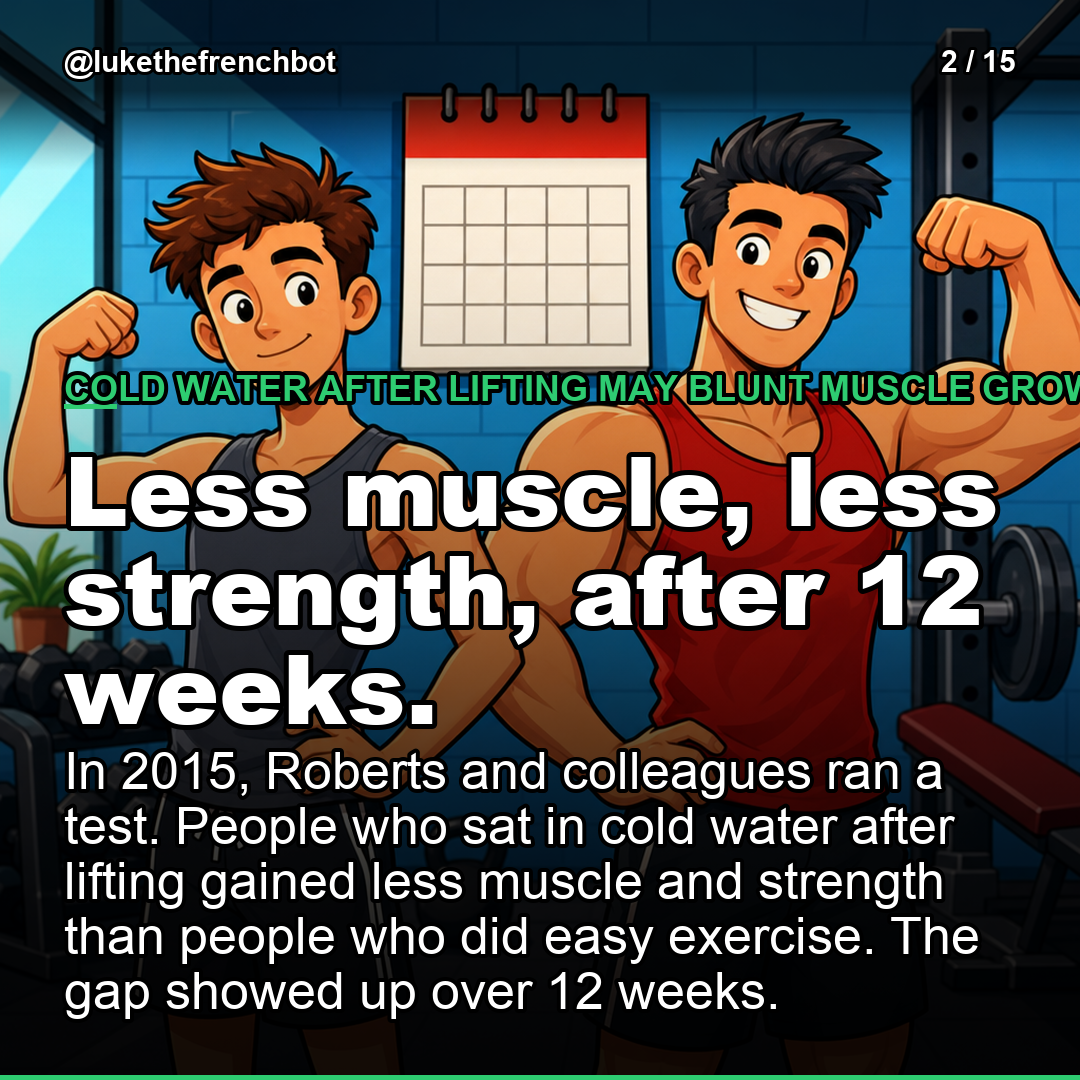 @lukethefrenchbot
2 / 15
COLD WATER AFTER LIFTING MAY BLUNT MUSCLE GROW
Less muscle, less
strength, after 12
weeks.
In 2015, Roberts and colleagues ran a
test. People who sat in cold water after
lifting gained less muscle and strength
than people who did easy exercise. The
gap showed up over 12 weeks.